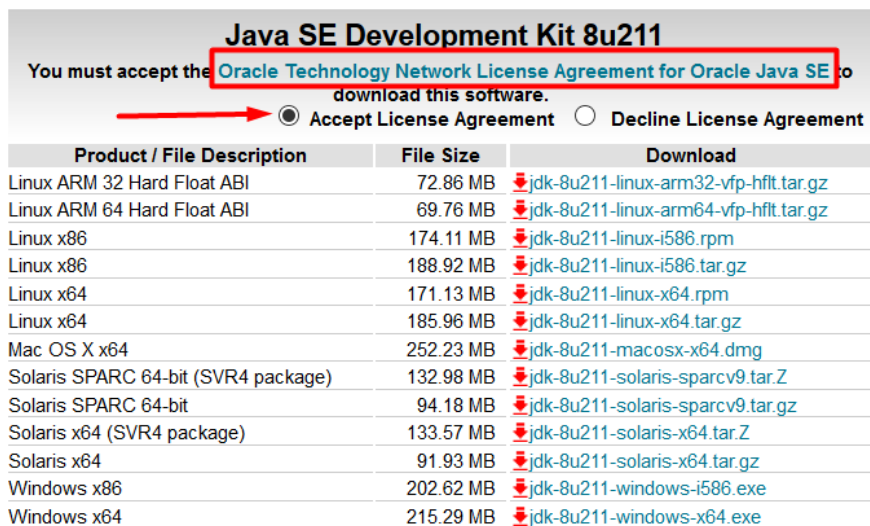 Java SE Development Kit 8u211
You must accept the Oracle Technology Network License Agreement for Oracle Java SE to
download this software.
Accept License Agreement Decline License Agreement
Product / File Description File Size Download
Linux ARM 32 Hard Float ABI 72.86 MB jdk-8u211-linux-arm32-vfp-hflt.tar.gz
Linux ARM 64 Hard Float ABI 69.76 MB jdk-8u211-linux-arm64-vfp-hflt.tar.gz
Linux x86 174.11 MB jdk-8u211-linux-i586.rpm
Linux x86 188.92 MB jdk-8u211-linux-i586.tar.gz
Linux x64 171.13 MB jdk-8u211-linux-x64.rpm
Linux x64 185.96 MB jdk-8u211-linux-x64.tar.gz
Mac OS X x64 252.23 MB jdk-8u211-macosx-x64.dmg
Solaris SPARC 64-bit (SVR4 package) 132.98 MB jdk-8u211-solaris-sparcv9.tar.Z
Solaris SPARC 64-bit 94.18 MB jdk-8u211-solaris-sparcv9.tar.gz
Solaris x64 (SVR4 package) 133.57 MB jdk-8u211-solaris-x64.tar.Z
Solaris x64 91.93 MB jdk-8u211-solaris-x64.tar.gz
Windows x86 202.62 MB jdk-8u211-windows-i586.exe
Windows x64 215.29 MB jdk-8u211-windows-x64.exe